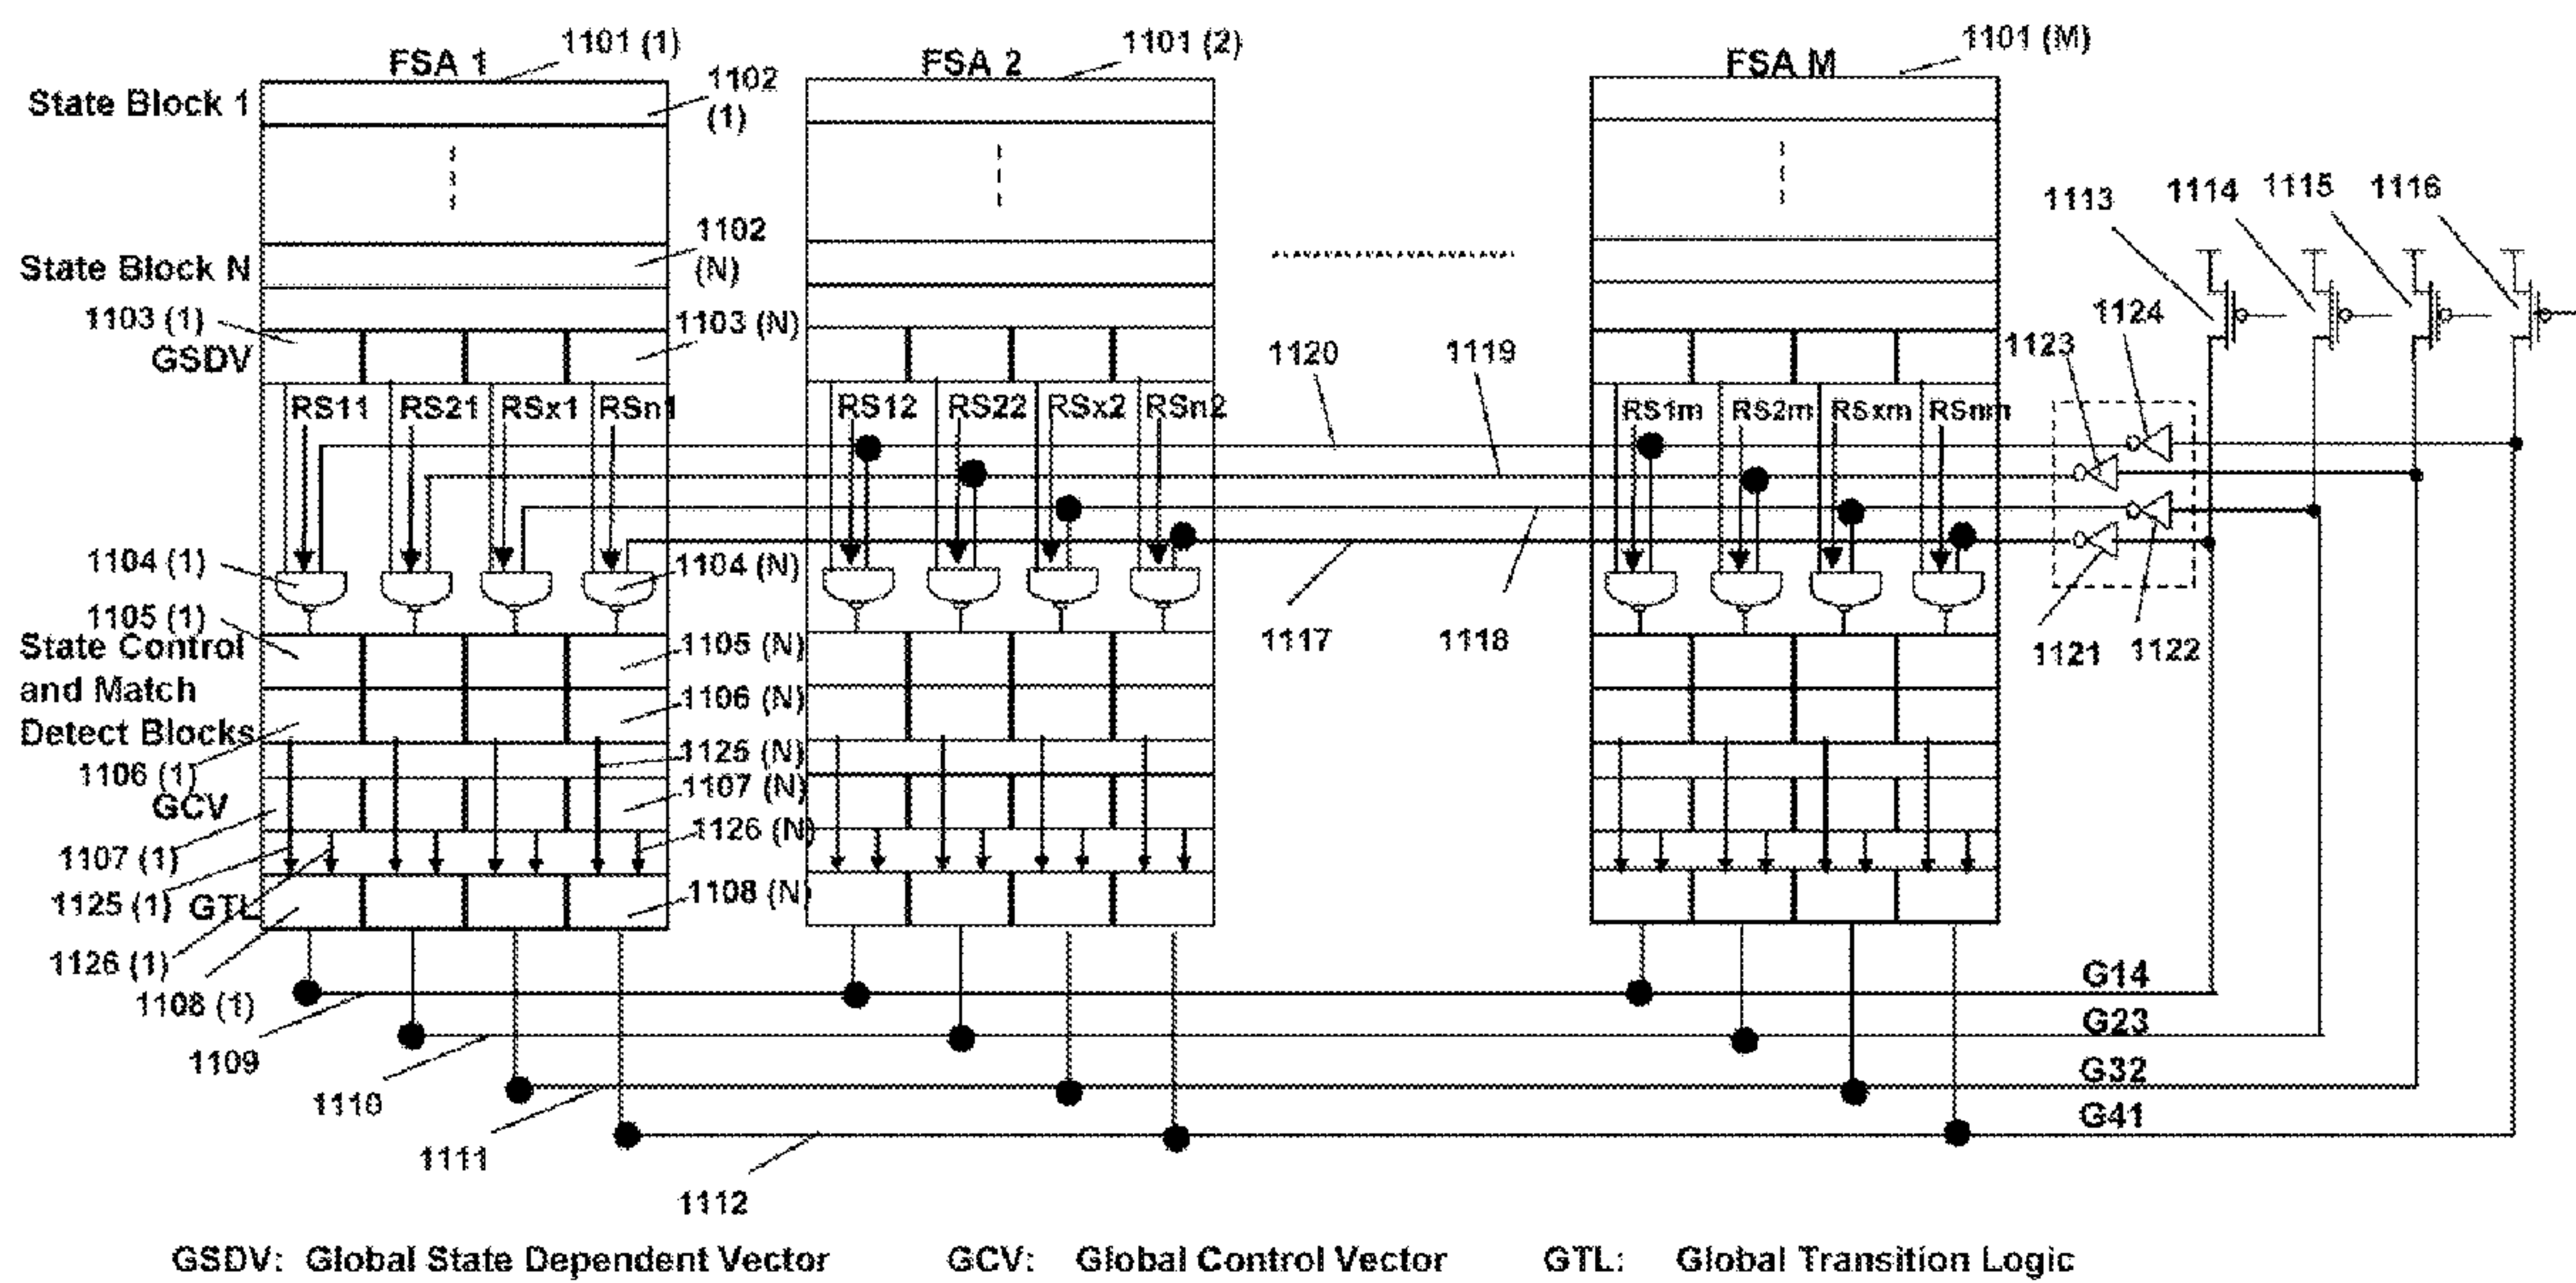 FSA 1
1101 (1)
FSA 2
1101 (2)
FSA M
1101 (M)
State Block 1
1102
(1)
State Block N
1102
(N)
1113
1114
1115
1116
1103 (1)
GSDV
1103 (N)
1120
1119
1123
1124
RS11
RS21
RSx1
RSn1
RS12
RS22
RSx2
RSn2
RS1m
RS2m
RSxm
RSnm
1104 (1)
1104 (N)
1117
1118
1121
1122
1105 (1)
State Control
and Match
Detect Blocks
1105 (N)
1106 (N)
1125 (N)
1106 (1)
GCV
1107 (N)
1126 (N)
1107 (1)
1125 (1)
GTL
1108 (N)
1126 (1)
1108 (1)
1109
1110
1111
1112
G14
G23
G32
G41
GSDV: Global State Dependent Vector GCV: Global Control Vector GTL: Global Transition Logic